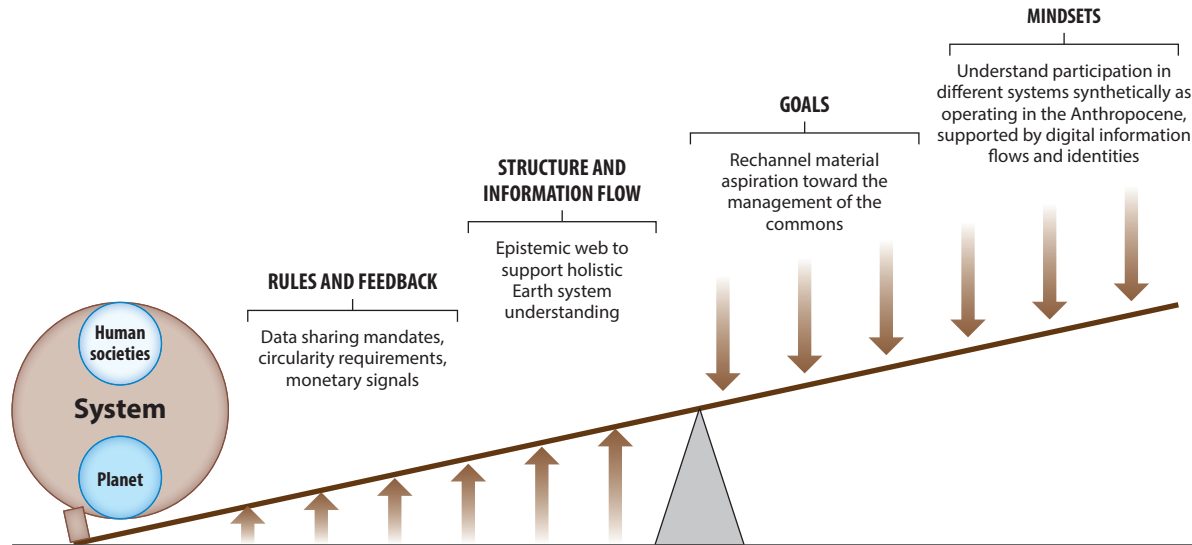 MINDSETS
Understand participation in
different systems synthetically as
operating in the Anthropocene,
supported by digital information
flows and identities
GOALS
Rechannel material
aspiration toward the
management of the
commons
STRUCTURE AND
INFORMATION FLOW
Epistemic web to
support holistic
Earth system
understanding
RULES AND FEEDBACK
Data sharing mandates,
circularity requirements,
monetary signals
Human
societies
System
Planet